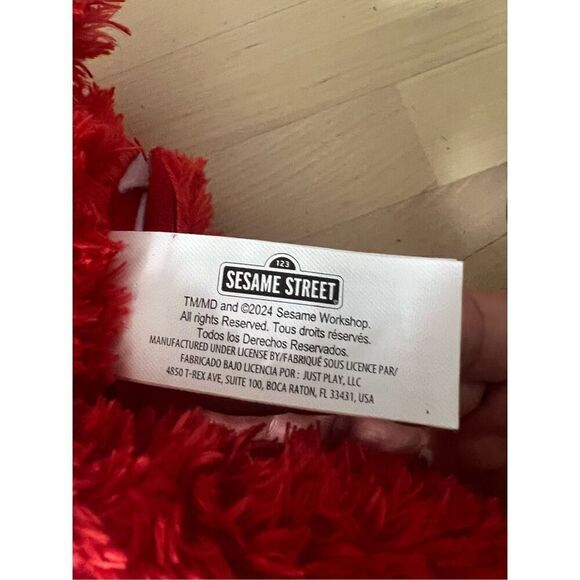 123
SESAME STREET
TM/MD and ©2024 Sesame Workshop.
All rights Reserved. Tous droits réservés.
Todos los Derechos Reservados.
MANUFACTURED UNDER LICENSE BY/FABRIQUÉ SOUS LICENCE PAR/
FABRICADO BAJO LICENCIA POR: JUST PLAY, LLC
4850 T-REX AVE, SUITE 100, BOCA RATON, FL 33431, USA